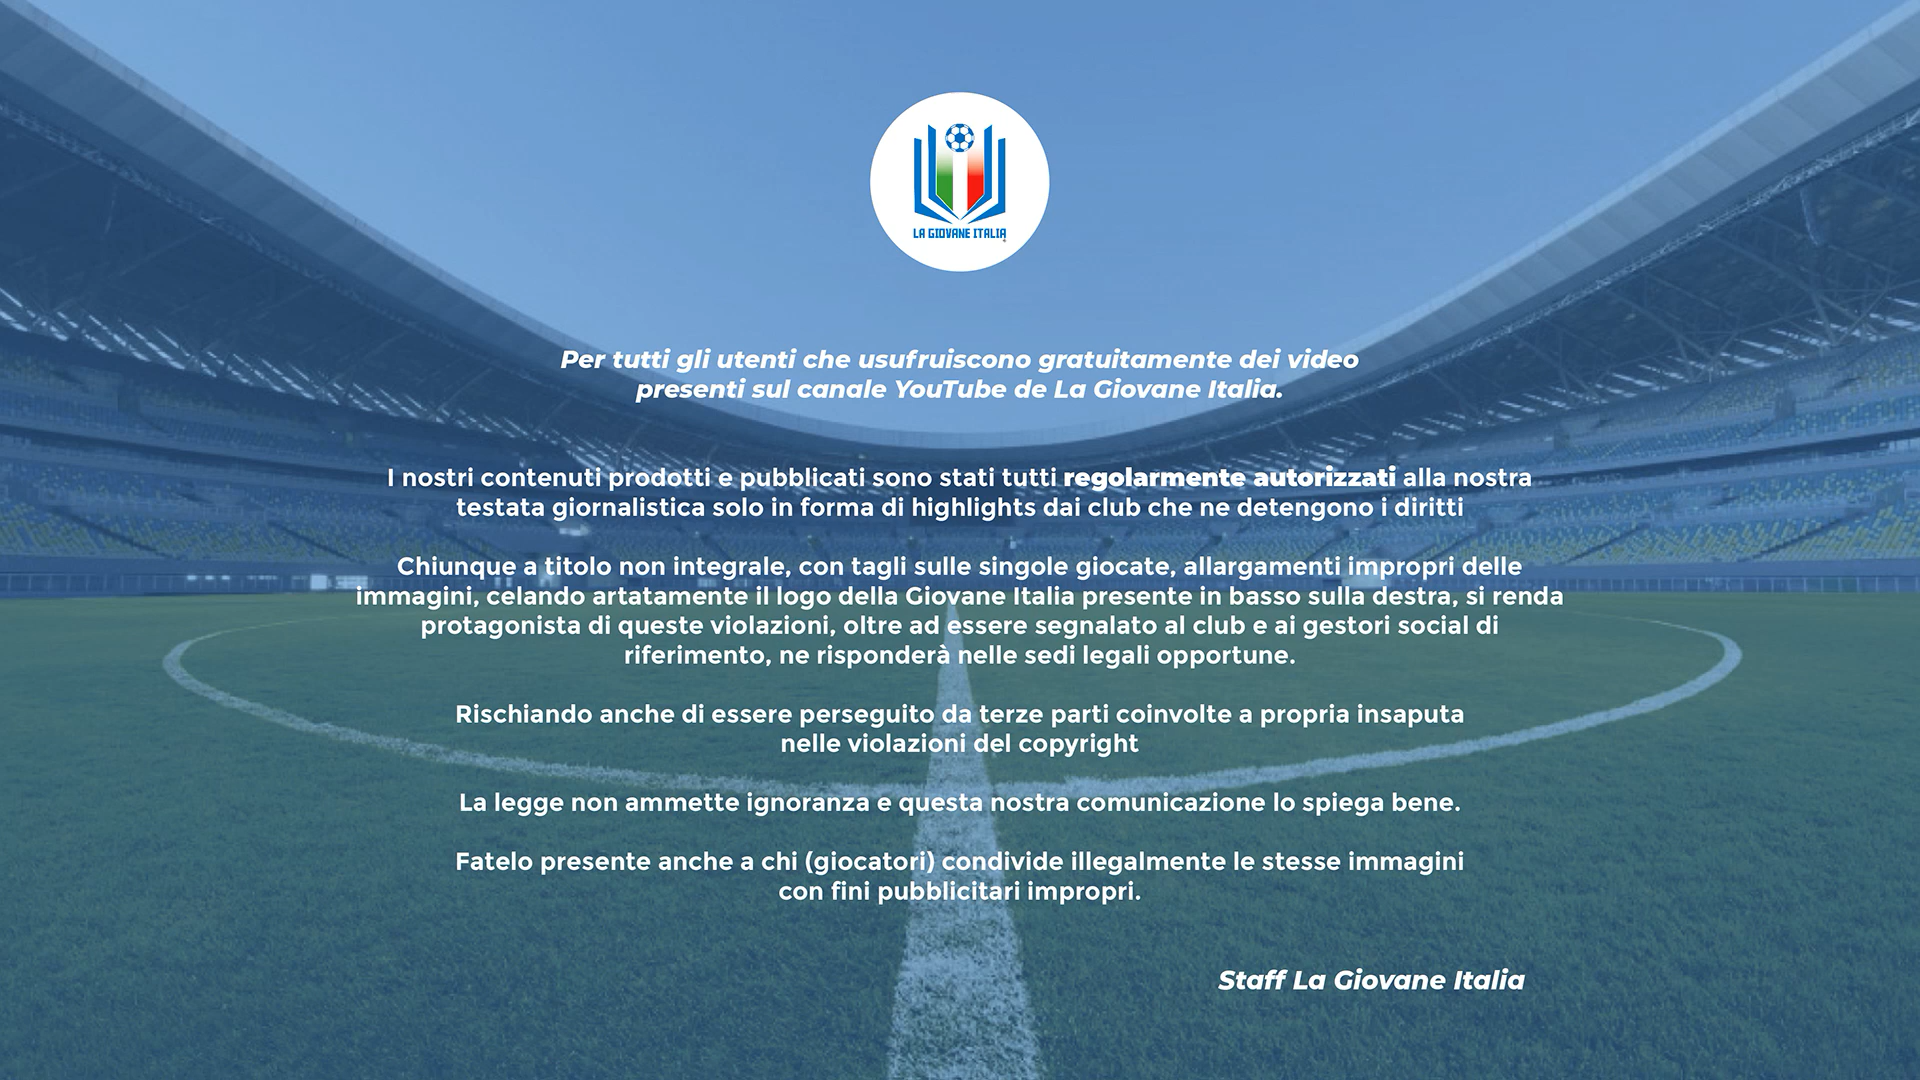 LA GIOVANE ITALIA
Per tutti gli utenti che usufruiscono gratuitamente dei video
presenti sul canale YouTube de La Giovane Italia.
I nostri contenuti prodotti e pubblicati sono stati tutti regolarmente autorizzati alla nostra
testata giornalistica solo in forma di highlights dai club che ne detengono i diritti
Chiunque a titolo non integrale, con tagli sulle singole giocate, allargamenti impropri delle
immagini, celando artatamente il logo della Giovane Italia presente in basso sulla destra, si renda
protagonista di queste violazioni, oltre ad essere segnalato al club e ai gestori social di
riferimento, ne risponderà nelle sedi legali opportune.
Rischiando anche di essere perseguito da terze parti coinvolte a propria insaputa
nelle violazioni del copyright
La legge non ammette ignoranza e questa nostra comunicazione lo spiega bene.
Fatelo presente anche a chi (giocatori) condivide illegalmente le stesse immagini
con fini pubblicitari impropri.
Staff La Giovane Italia